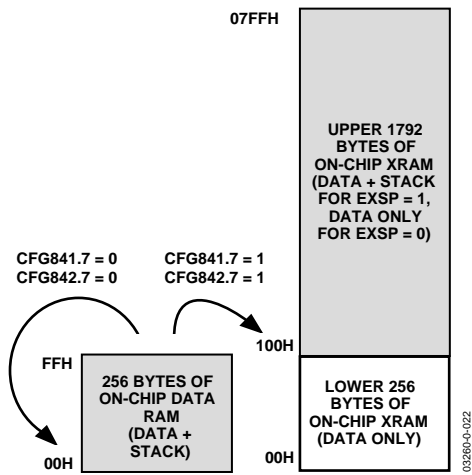 07FFH
UPPER 1792
BYTES OF
ON-CHIP XRAM
(DATA + STACK
FOR EXSP = 1,
DATA ONLY
FOR EXSP = 0)
CFG841.7 = 0
CFG842.7 = 0
CFG841.7 = 1
CFG842.7 = 1
100H
FFH
256 BYTES OF
ON-CHIP DATA
RAM
(DATA +
STACK)
00H
LOWER 256
BYTES OF
ON-CHIP XRAM
(DATA ONLY)
00H
03260-0-022